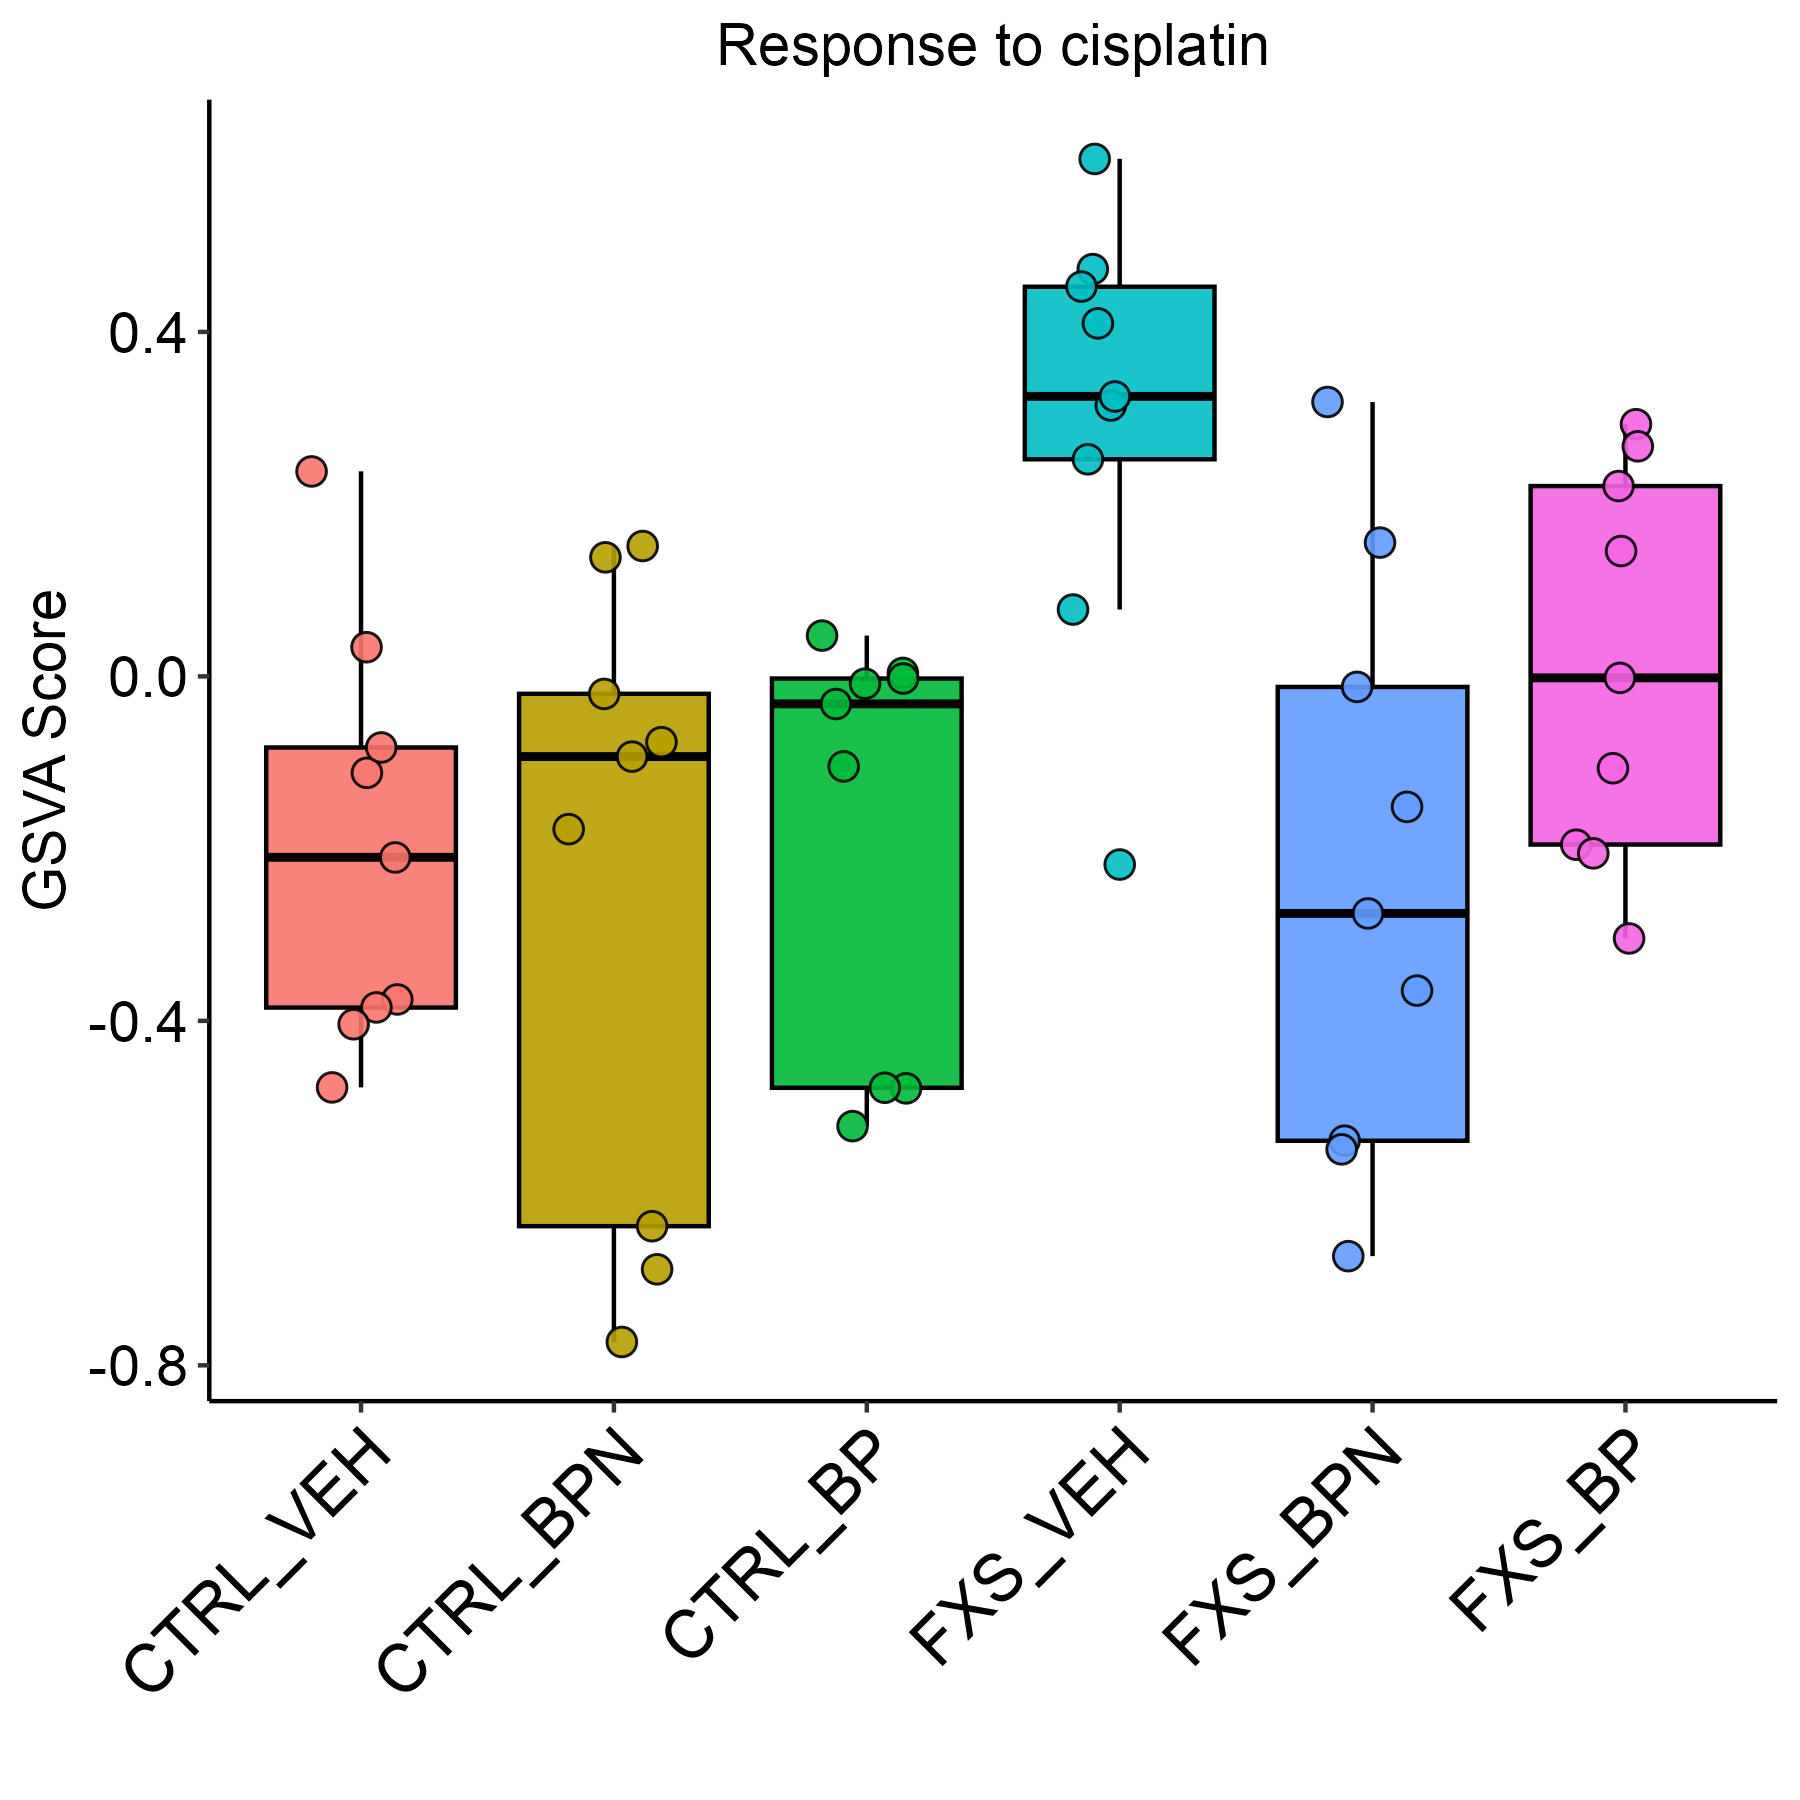 Response to cisplatin
GSVA Score
0.4
0.0
-0.4
-0.8
CTRL_VEH
CTRL_BPN
CTRL_BP
FXS_VEH
FXS_BPN
FXS_BP